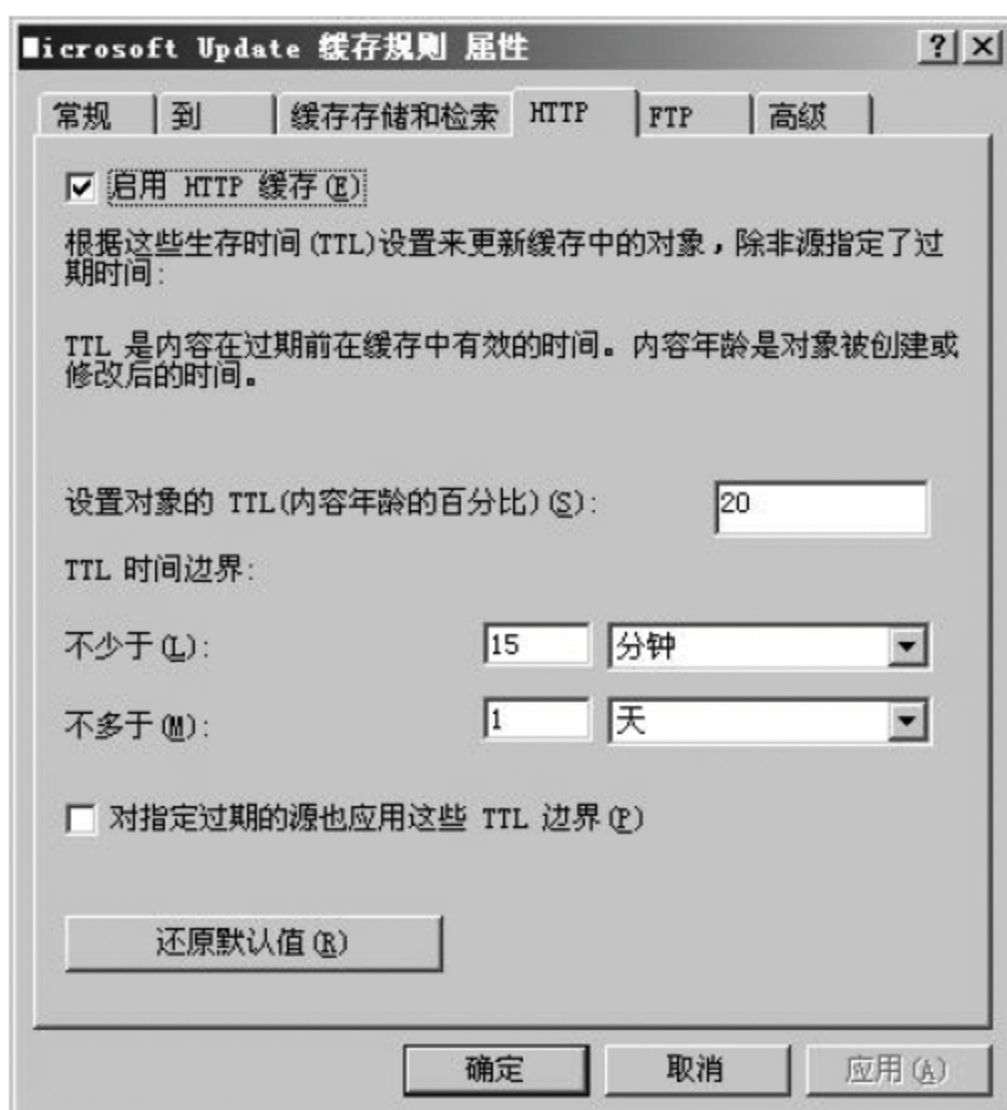 Microsoft Update 缓存规则 属性
常规 到 缓存存储和检索 HTTP FTP 高级
启用 HTTP 缓存(E)
根据这些生存时间(TTL)设置来更新缓存中的对象，除非源指定了过
期时间:
TTL 是内容在过期前在缓存中有效的时间。内容年龄是对象被创建或
修改后的时间。
设置对象的 TTL(内容年龄的百分比)(S): 20
TTL 时间边界:
不少于(L): 15 分钟
不多于(M): 1 天
对指定过期的源也应用这些 TTL 边界(P)
还原默认值(R)
确定 取消 应用(A)